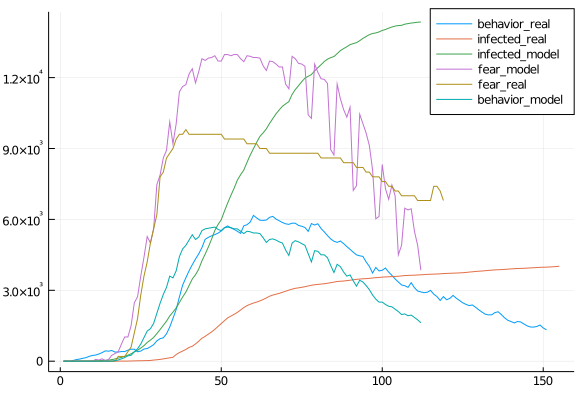 behavior_real
infected_real
infected_model
fear_model
fear_real
behavior_model
1.2×10⁴
9.0×10³
6.0×10³
3.0×10³
0
0 50 100 150